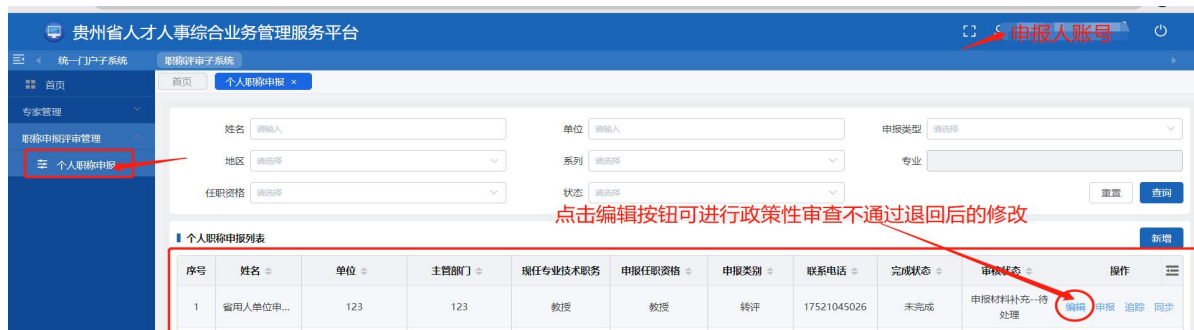 贵州省人才人事综合业务管理服务平台
申报人账号
统一门户子系统 职称评审子系统
首页 首页 个人职称申报 ×
专家管理
职称申报评审管理
个人职称申报
姓名 请输入 单位 请输入 申报类型 请选择
地区 请选择 系列 请选择 专业
任职资格 请选择 状态 请选择 重置 查询
点击编辑按钮可进行政策性审查不通过退回后的修改
个人职称申报列表 新增
序号 姓名 单位 主管部门 现任专业技术职务 申报任职资格 申报类别 联系电话 完成状态 审核状态 操作
1 省用人单位申... 123 123 教授 教授 转评 17521045026 未完成 申报材料补充--待处理 编辑 申报 追踪 同步